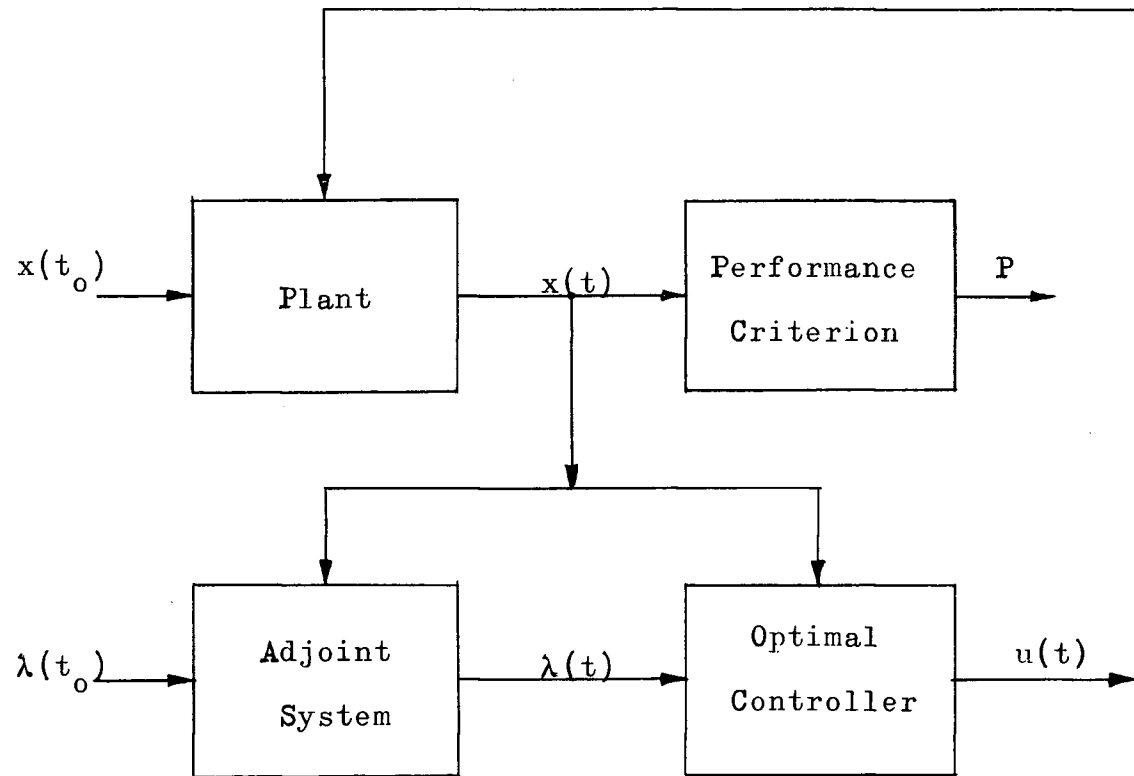 x(t_o)
Plant
x(t)
Performance
Criterion
P
λ(t_o)
Adjoint
System
λ(t)
Optimal
Controller
u(t)